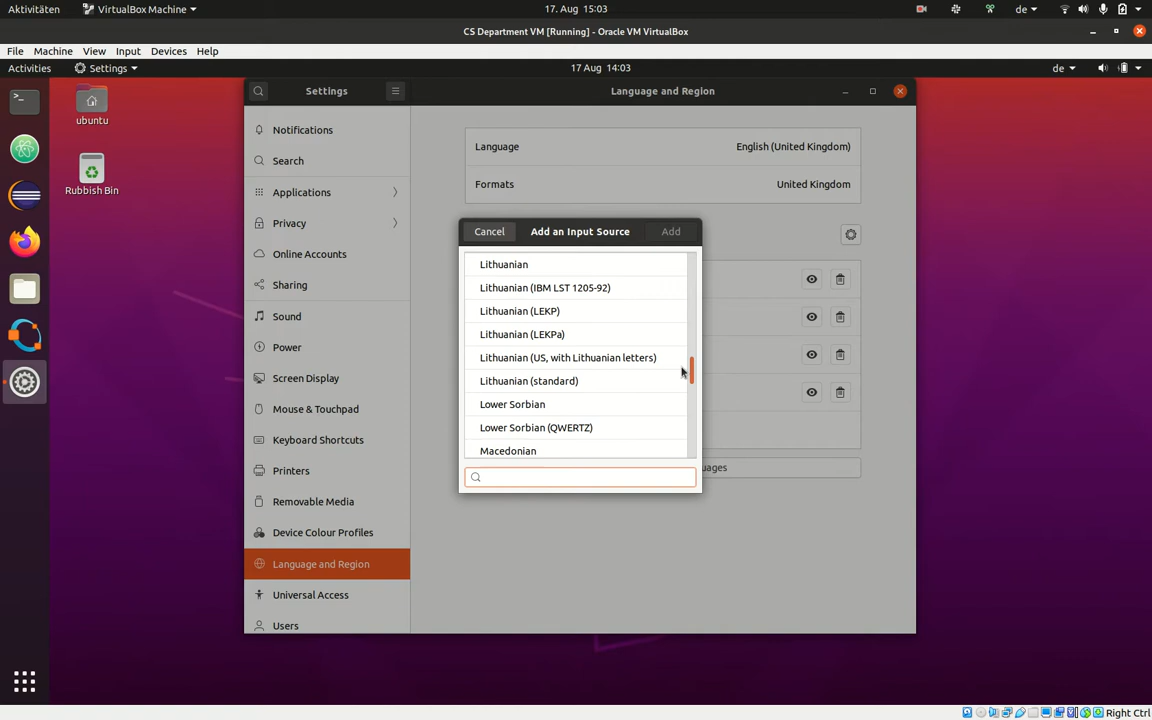 Aktivitäten VirtualBox Machine 17. Aug 15:03 de
CS Department VM [Running] - Oracle VM VirtualBox
File Machine View Input Devices Help
Activities Settings 17 Aug 14:03 de
ubuntu
Rubbish Bin
Settings
Language and Region
Notifications
Search
Applications
Privacy
Online Accounts
Sharing
Sound
Power
Screen Display
Mouse & Touchpad
Keyboard Shortcuts
Printers
Removable Media
Device Colour Profiles
Language and Region
Universal Access
Users
Language English (United Kingdom)
Formats United Kingdom
Cancel Add an Input Source Add
Lithuanian
Lithuanian (IBM LST 1205-92)
Lithuanian (LEKP)
Lithuanian (LEKPa)
Lithuanian (US, with Lithuanian letters)
Lithuanian (standard)
Lower Sorbian
Lower Sorbian (QWERTZ)
Macedonian
uages
Right Ctrl